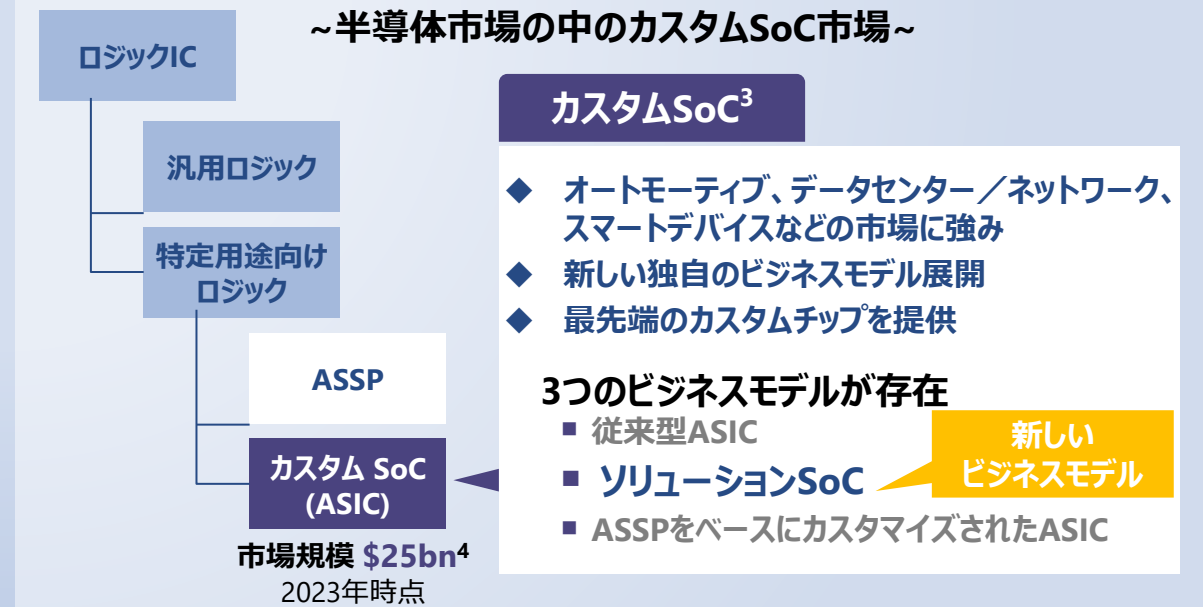 ~半導体市場の中のカスタムSoC市場~
ロジックIC
汎用ロジック
特定用途向け
ロジック
ASSP
カスタム SoC
(ASIC)
市場規模 $25bn4
2023年時点
カスタムSoC3
◆ オートモーティブ、データセンター／ネットワーク、
スマートデバイスなどの市場に強み
◆ 新しい独自のビジネスモデル展開
◆ 最先端のカスタムチップを提供
3つのビジネスモデルが存在
■ 従来型ASIC
■ ソリューションSoC
■ ASSPをベースにカスタマイズされたASIC
新しい
ビジネスモデル